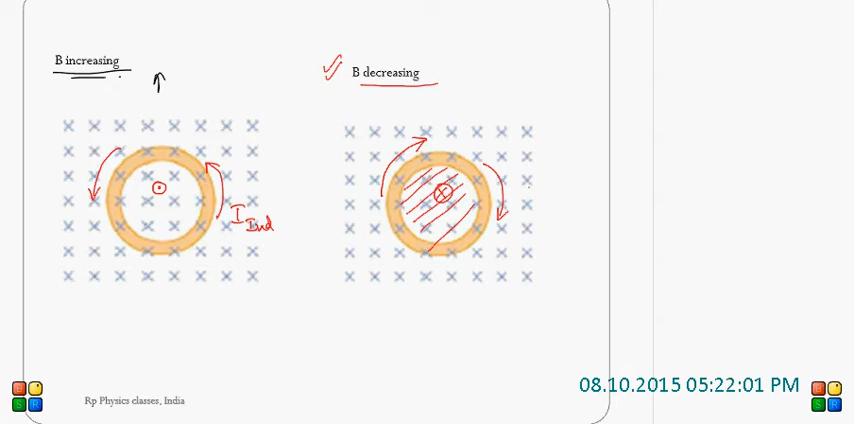 B increasing
B decreasing
I Ind
08.10.2015 05:22:01 PM
Rp Physics classes, India